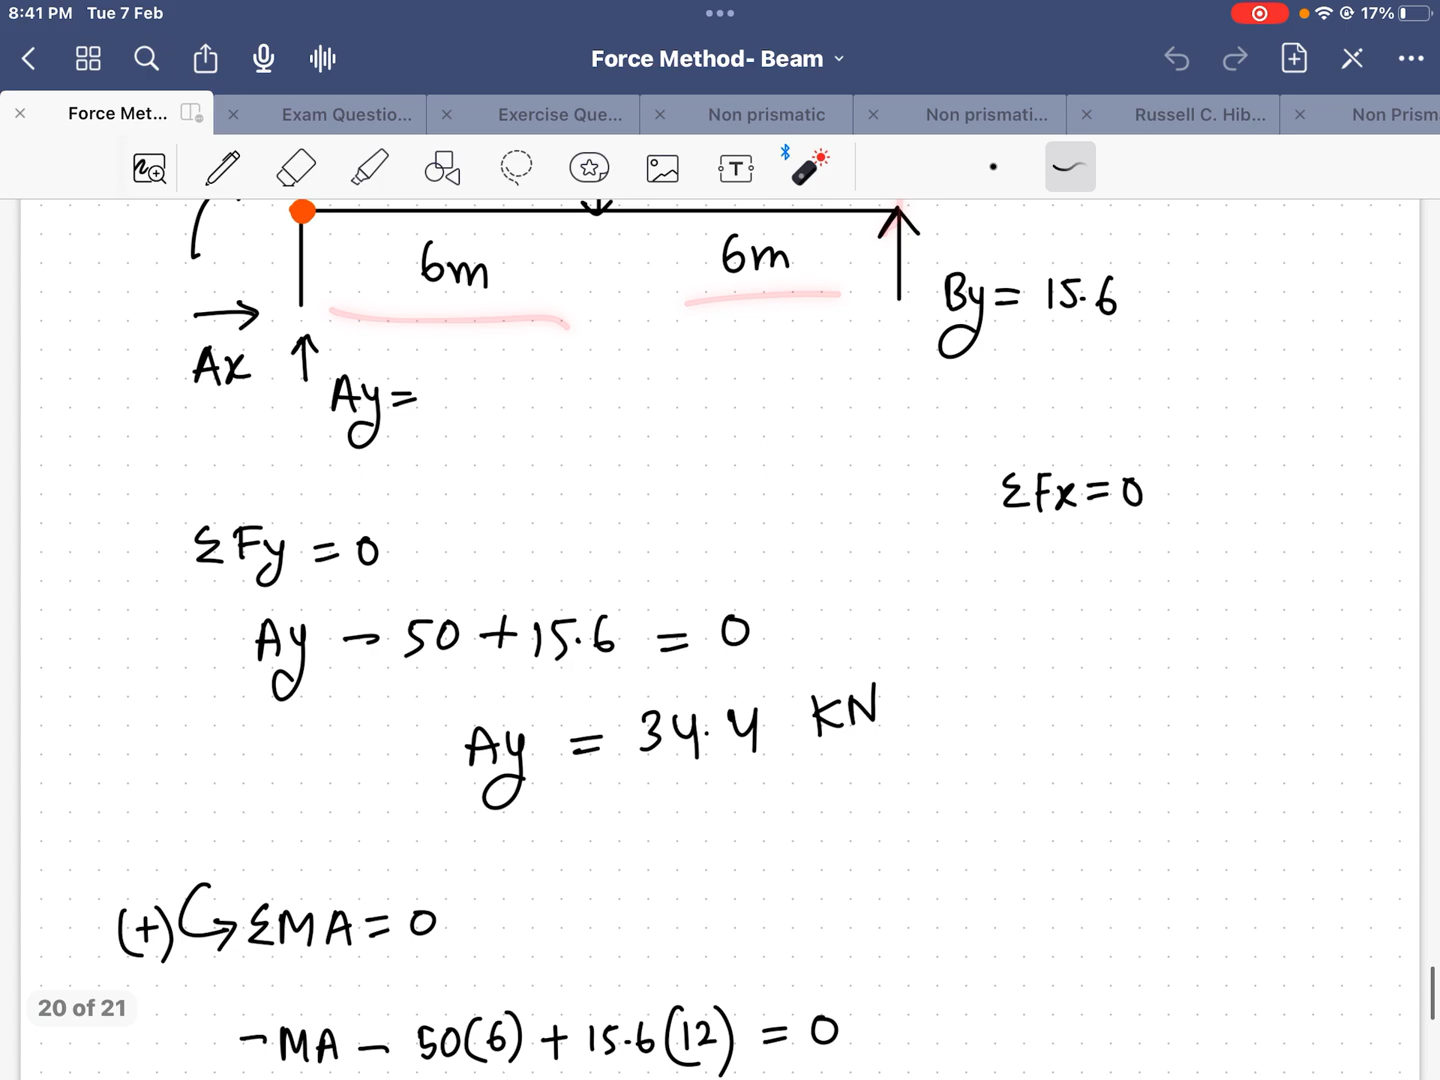 8:41 PM Tue 7 Feb
17%
Force Method- Beam
Force Met...
Exam Questio...
Exercise Que...
Non prismatic
Non prismati...
Russell C. Hib...
Non Prism
T
6m
6m
By = 15.6
Ax
Ay =
ΣFx = 0
ΣFy = 0
Ay - 50 + 15.6 = 0
Ay = 34.4 KN
(+) ΣMA = 0
20 of 21
-MA - 50(6) + 15.6(12) = 0